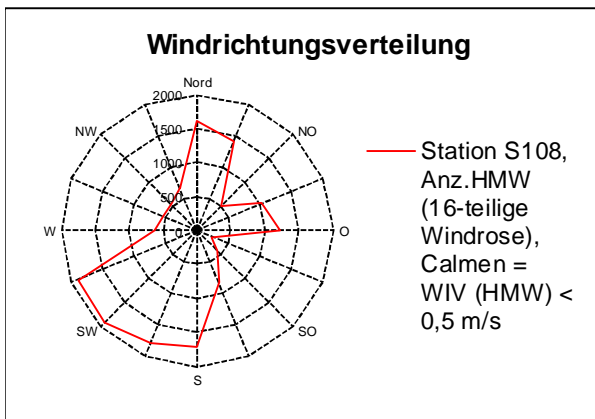 Windrichtungsverteilung
Nord
2000
1500
1000
500
0
NO
O
SO
S
SW
W
NW
Station S108,
Anz.HMW
(16-teilige
Windrose),
Calmen =
WIV (HMW) <
0,5 m/s